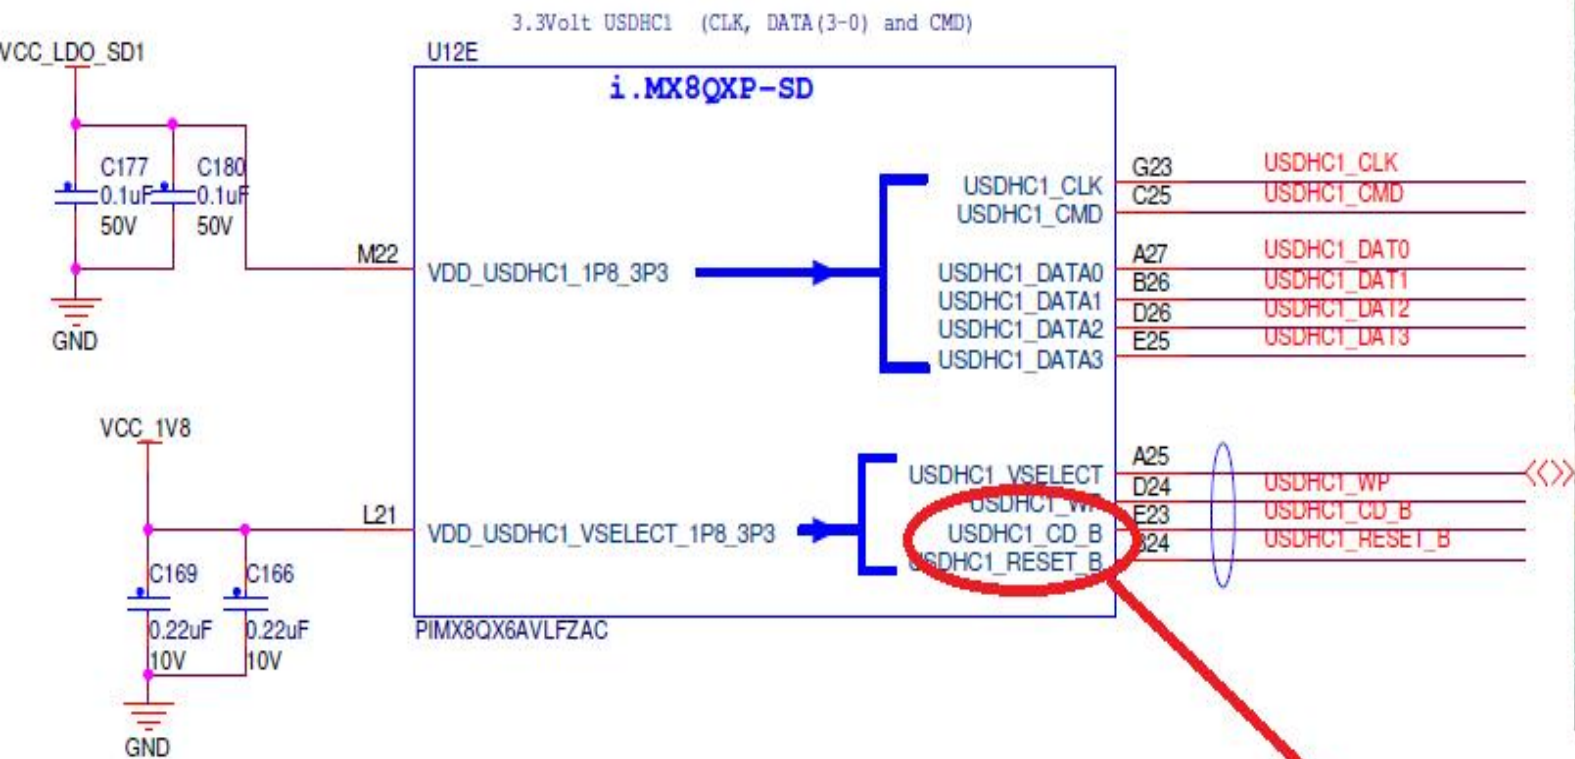 3.3Volt USDHC1 (CLK, DATA(3-0) and CMD)
VCC_LDO_SD1
U12E
i.MX8QXP-SD
C177
0.1uF
50V
C180
0.1uF
50V
GND
M22
VDD_USDHC1_1P8_3P3
USDHC1_CLK
USDHC1_CMD
USDHC1_DATA0
USDHC1_DATA1
USDHC1_DATA2
USDHC1_DATA3
G23
C25
A27
B26
D26
E25
USDHC1_CLK
USDHC1_CMD
USDHC1_DAT0
USDHC1_DAT1
USDHC1_DAT2
USDHC1_DAT3
VCC_1V8
L21
VDD_USDHC1_VSELECT_1P8_3P3
USDHC1_VSELECT
USDHC1_WP
USDHC1_CD_B
USDHC1_RESET_B
A25
D24
E23
B24
USDHC1_WP
USDHC1_CD_B
USDHC1_RESET_B
C169
0.22uF
10V
C166
0.22uF
10V
GND
PIMX8QX6AVLFZAC